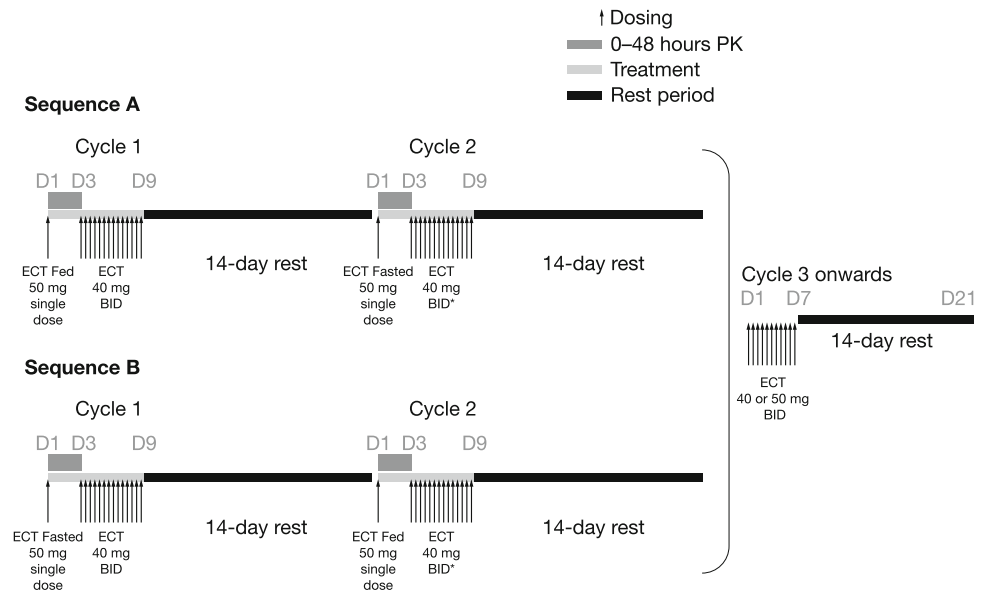 Dosing
0–48 hours PK
Treatment
Rest period
Sequence A
Cycle 1
Cycle 2
D1 D3 D9
D1 D3 D9
ECT Fed
50 mg
single
dose
ECT
40 mg
BID
14-day rest
ECT Fasted
50 mg
single
dose
ECT
40 mg
BID*
14-day rest
Sequence B
Cycle 1
Cycle 2
D1 D3 D9
D1 D3 D9
ECT Fasted
50 mg
single
dose
ECT
40 mg
BID
14-day rest
ECT Fed
50 mg
single
dose
ECT
40 mg
BID*
14-day rest
Cycle 3 onwards
D1 D7 D21
14-day rest
ECT
40 or 50 mg
BID